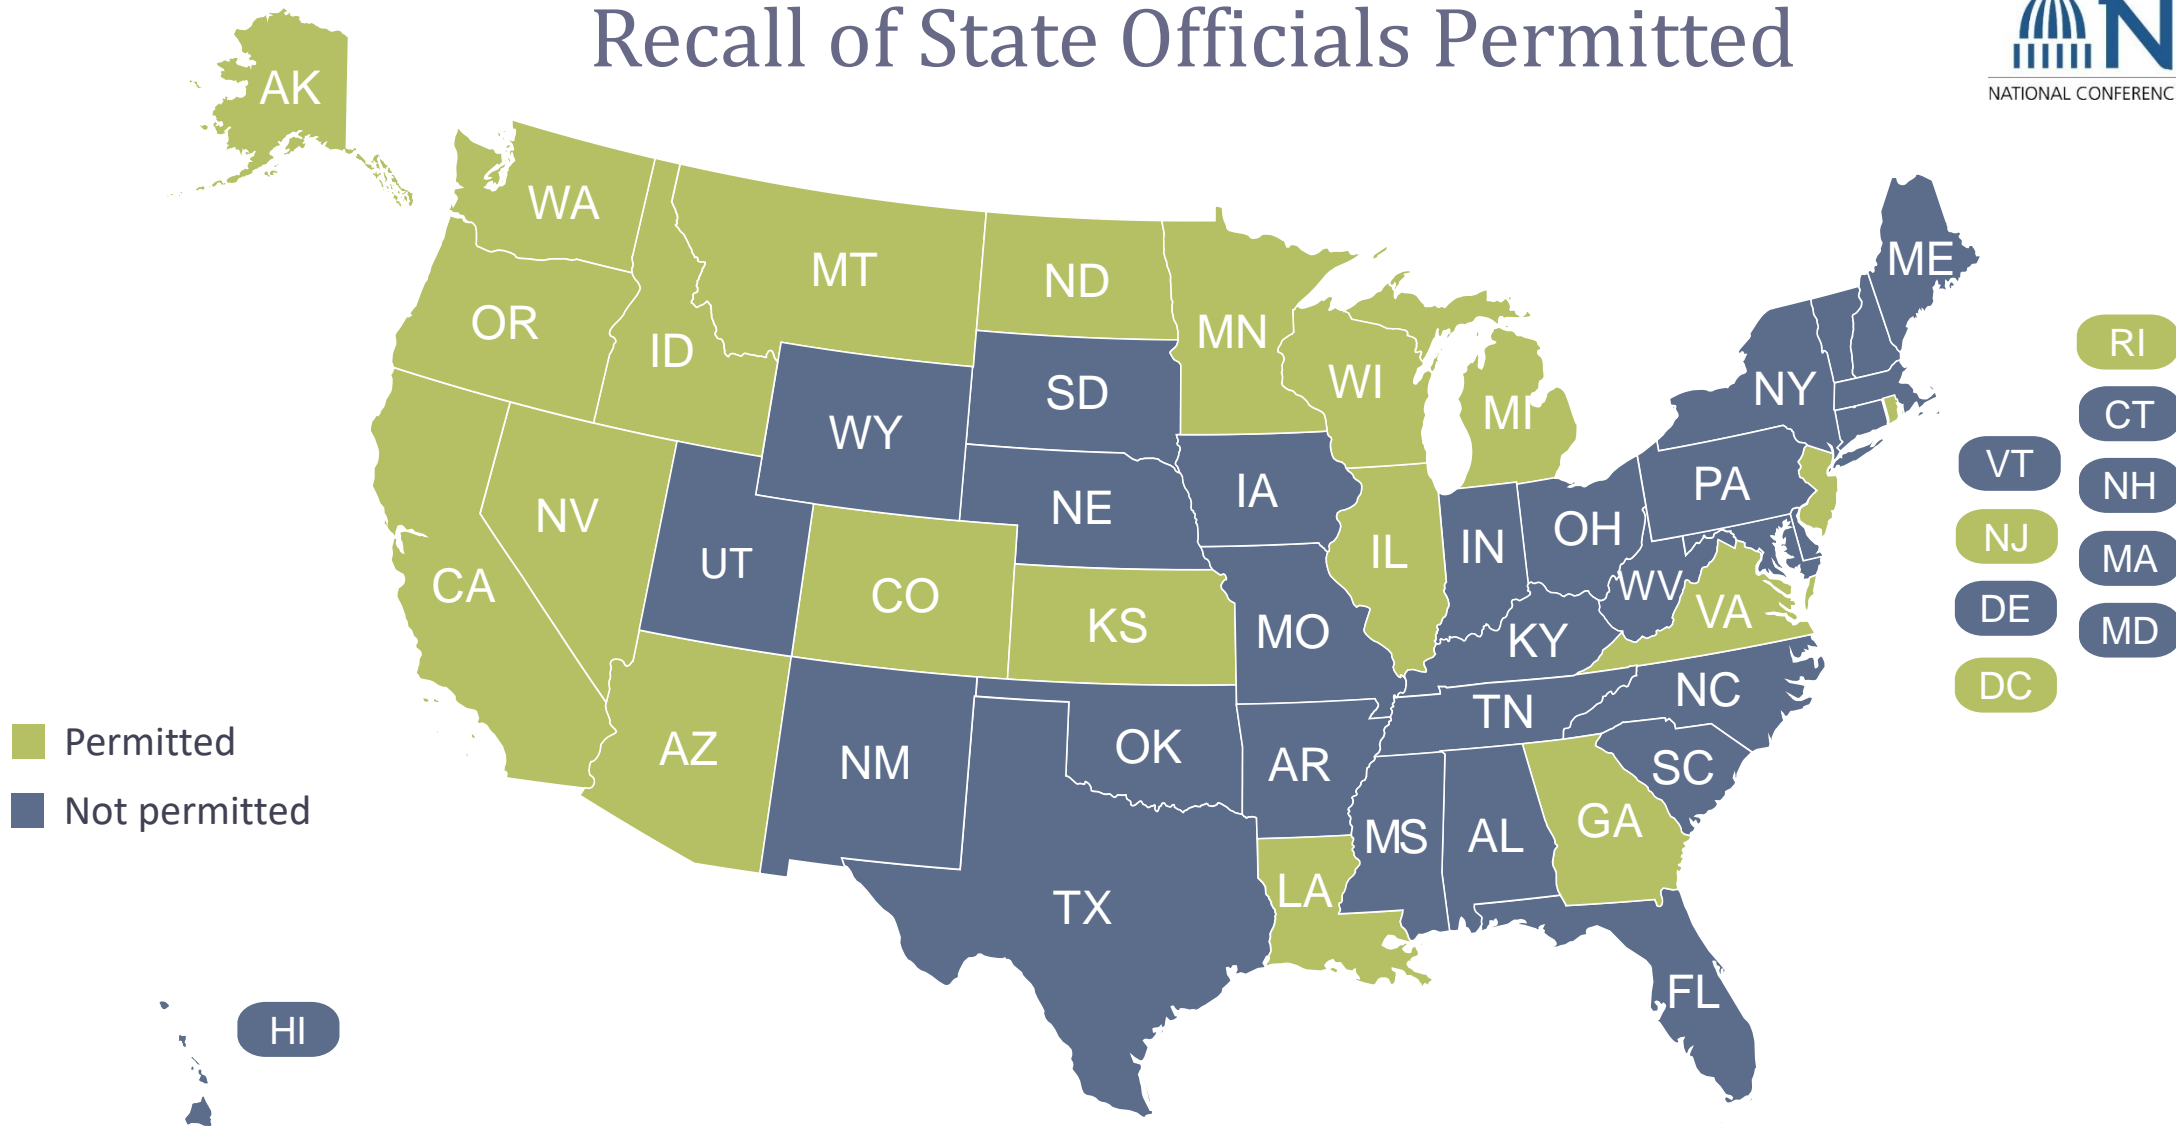 Recall of State Officials Permitted
N
NATIONAL CONFERENC
AK
WA
MT
ND
MN
OR
ID
WI
MI
ME
SD
WY
NY
RI
CT
VT
NH
NE
IA
PA
NV
UT
OH
IN
IL
NJ
MA
CA
CO
KS
MO
WV
VA
DE
MD
KY
TN
NC
DC
Permitted
Not permitted
AZ
NM
OK
AR
SC
GA
MS
AL
LA
TX
FL
HI